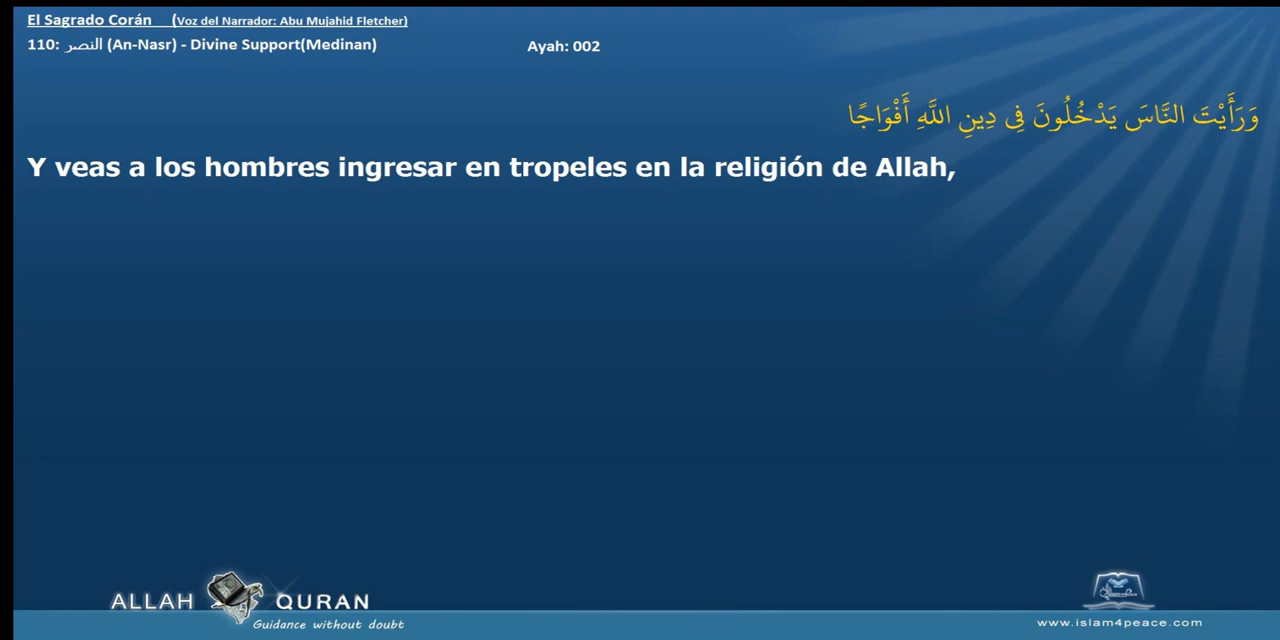 El Sagrado Corán (Voz del Narrador: Abu Mujahid Fletcher)
110: النصر (An-Nasr) - Divine Support(Medinan) Ayah: 002
وَرَأَيْتَ النَّاسَ يَدْخُلُونَ فِي دِينِ اللَّهِ أَفْوَاجًا
Y veas a los hombres ingresar en tropeles en la religión de Allah,
ALLAH QURAN
Guidance without doubt
www.islam4peace.com